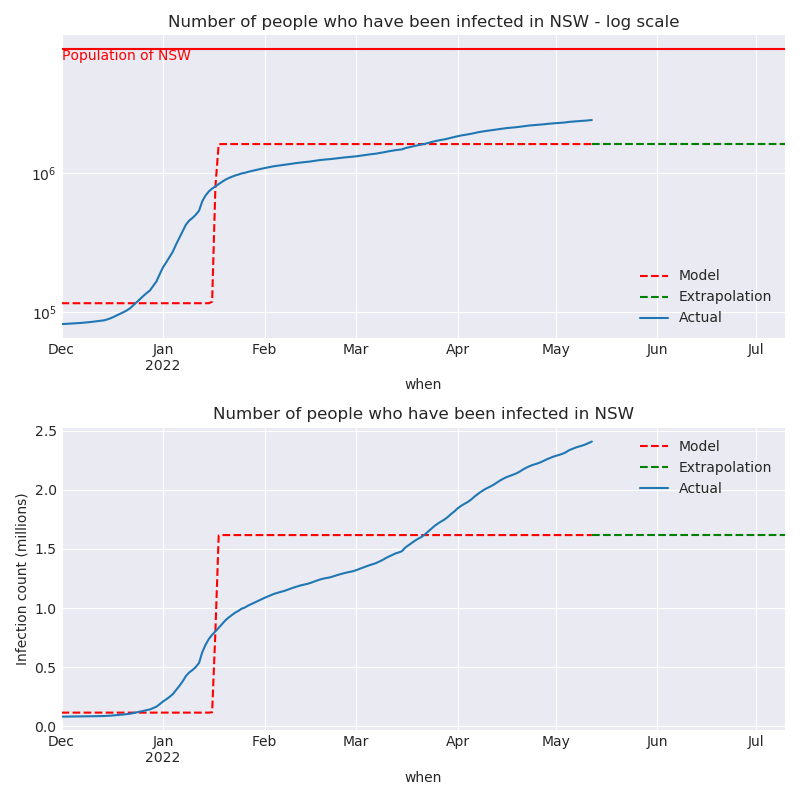 Number of people who have been infected in NSW - log scale
Population of NSW
10^6
10^5
Model
Extrapolation
Actual
Dec Jan Feb Mar Apr May Jun Jul
2022
when
Number of people who have been infected in NSW
Infection count (millions)
2.5
2.0
1.5
1.0
0.5
0.0
Model
Extrapolation
Actual
Dec Jan Feb Mar Apr May Jun Jul
2022
when